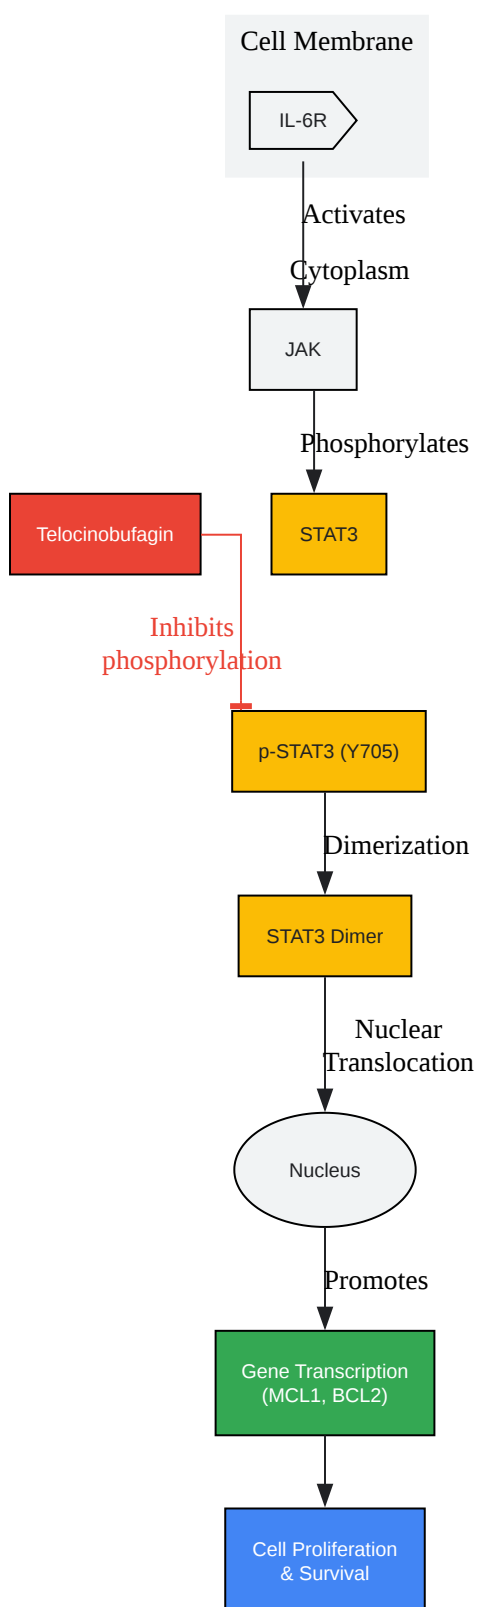 Cell Membrane
IL-6R
Activates
Cytoplasm
JAK
Phosphorylates
Telocinobufagin
STAT3
Inhibits
phosphorylation
p-STAT3 (Y705)
Dimerization
STAT3 Dimer
Nuclear
Translocation
Nucleus
Promotes
Gene Transcription
(MCL1, BCL2)
Cell Proliferation
& Survival